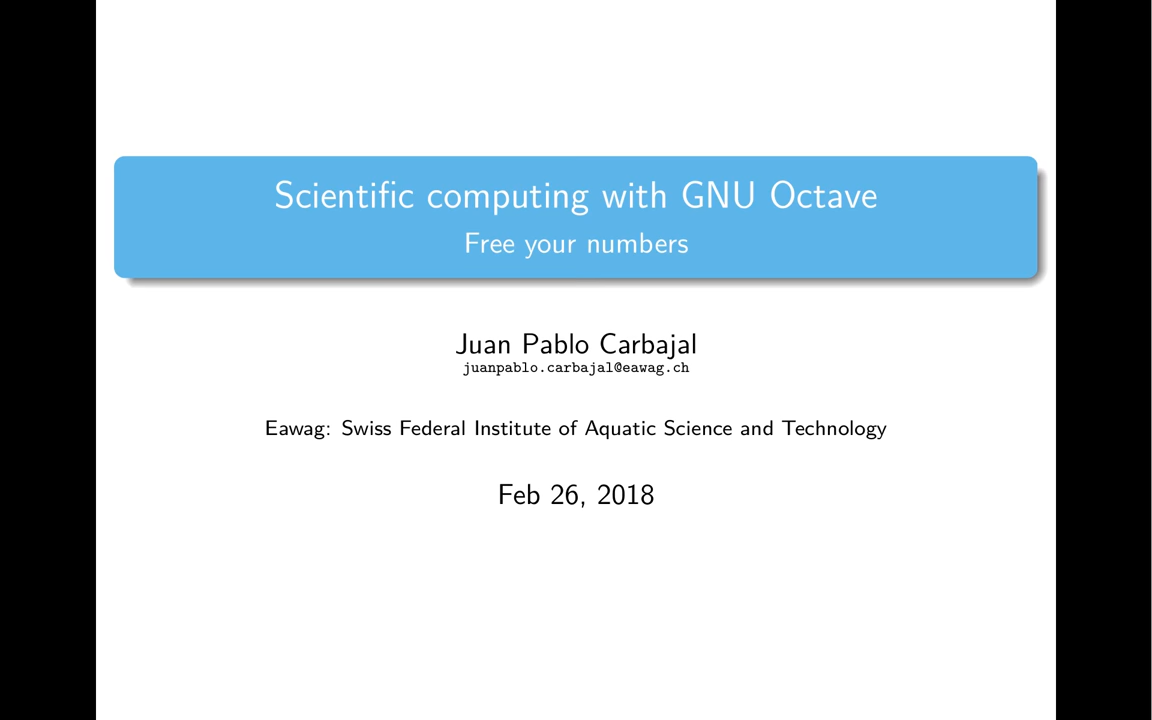 Scientific computing with GNU Octave
Free your numbers
Juan Pablo Carbajal
juanpablo.carbajal@eawag.ch
Eawag: Swiss Federal Institute of Aquatic Science and Technology
Feb 26, 2018